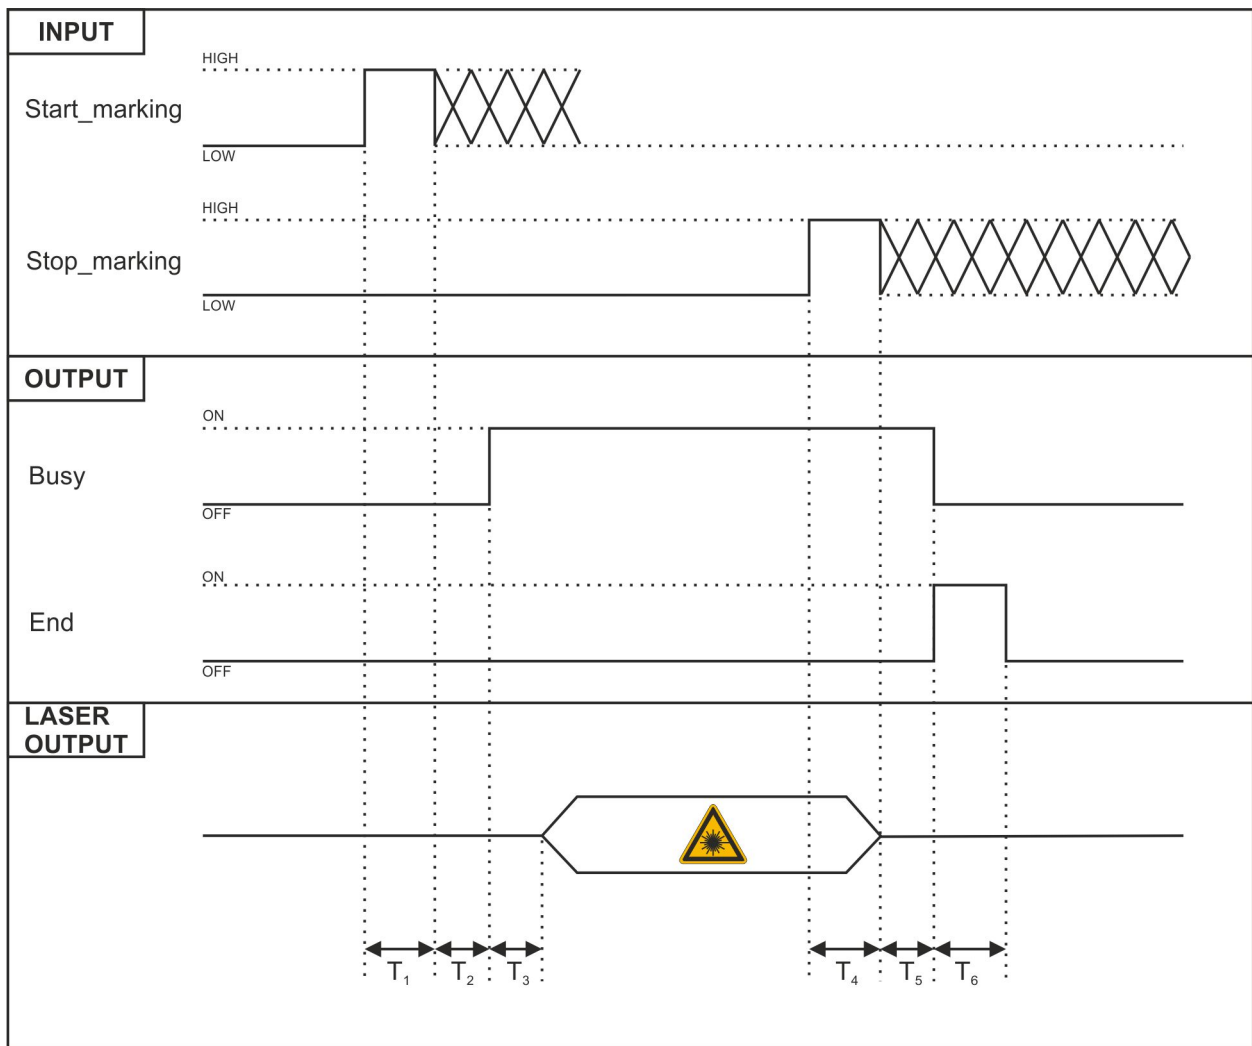 INPUT
HIGH
Start_marking
LOW
HIGH
Stop_marking
LOW
OUTPUT
ON
Busy
OFF
ON
End
OFF
LASER
OUTPUT
T₁ T₂ T₃ T₄ T₅ T₆